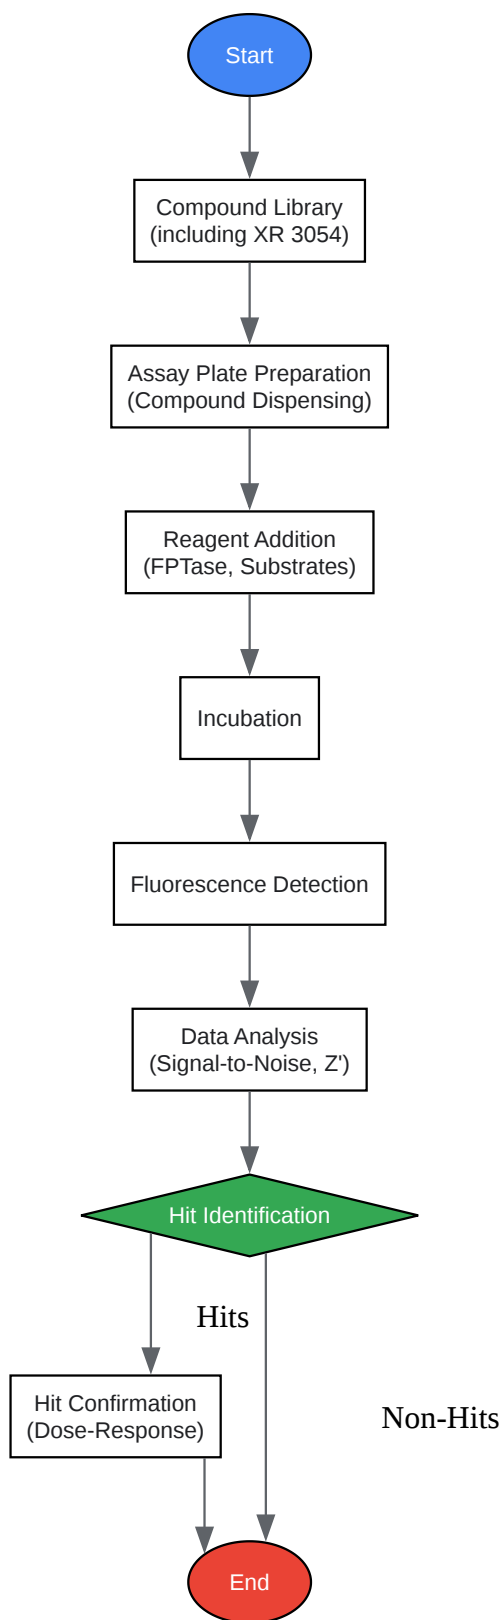 Start
Compound Library
(including XR 3054)
Assay Plate Preparation
(Compound Dispensing)
Reagent Addition
(FPTase, Substrates)
Incubation
Fluorescence Detection
Data Analysis
(Signal-to-Noise, Z')
Hit Identification
Hits
Hit Confirmation
(Dose-Response)
Non-Hits
End